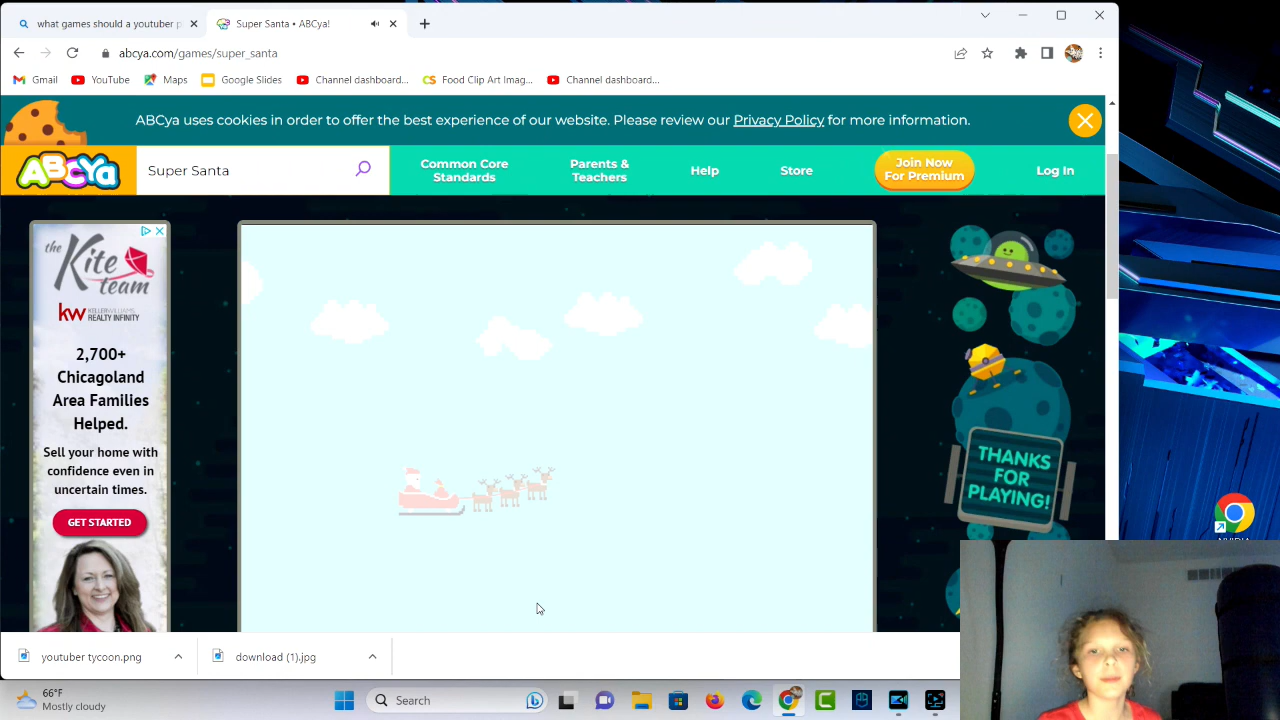 what games should a youtuber p
Super Santa • ABCya!
abcya.com/games/super_santa
Gmail
YouTube
Maps
Google Slides
Channel dashboard...
Food Clip Art Imag...
Channel dashboard...
ABCya uses cookies in order to offer the best experience of our website. Please review our Privacy Policy for more information.
ABCYa
Super Santa
Common Core
Standards
Parents &
Teachers
Help
Store
Join Now
For Premium
Log In
the
Kite
team
kw KELLERWILLIAMS.
REALTY INFINITY
2,700+
Chicagoland
Area Families
Helped.
Sell your home with
confidence even in
uncertain times.
GET STARTED
THANKS
FOR
PLAYING!
youtuber tycoon.png
download (1).jpg
66°F
Mostly cloudy
Search